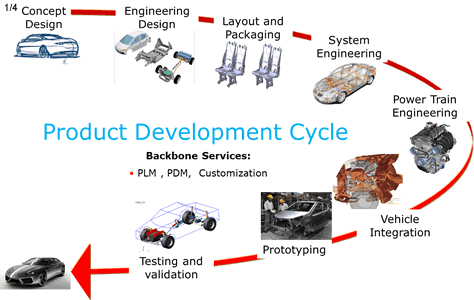 1/4
Concept
Design
Engineering
Design
Layout and
Packaging
System
Engineering
Power Train
Engineering
Product Development Cycle
Backbone Services:
• PLM , PDM, Customization
Vehicle
Integration
Prototyping
Testing and
validation